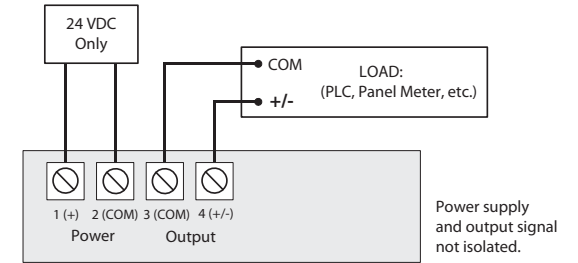 24 VDC
Only
COM
LOAD:
(PLC, Panel Meter, etc.)
+/-
1 (+) 2 (COM) 3 (COM) 4 (+/-)
Power Output
Power supply
and output signal
not isolated.